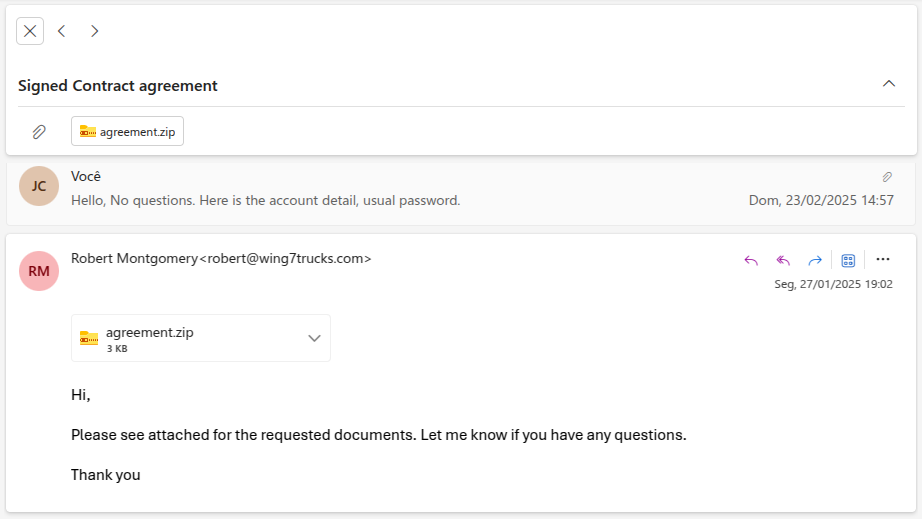 Signed Contract agreement
agreement.zip
JC
Você
Hello, No questions. Here is the account detail, usual password.
Dom, 23/02/2025 14:57
RM
Robert Montgomery<robert@wing7trucks.com>
Seg, 27/01/2025 19:02
agreement.zip
3 KB
Hi,
Please see attached for the requested documents. Let me know if you have any questions.
Thank you